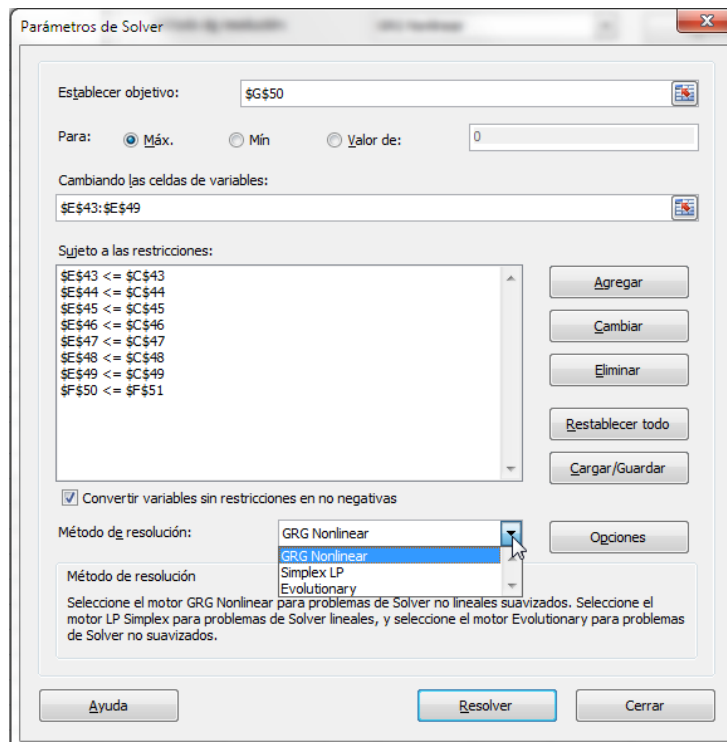 Parámetros de Solver
Establecer objetivo: $G$50
Para: Máx. Mín Valor de: 0
Cambiando las celdas de variables:
$E$43:$E$49
Sujeto a las restricciones:
$E$43 <= $C$43
$E$44 <= $C$44
$E$45 <= $C$45
$E$46 <= $C$46
$E$47 <= $C$47
$E$48 <= $C$48
$E$49 <= $C$49
$F$50 <= $F$51
Agregar
Cambiar
Eliminar
Restablecer todo
Cargar/Guardar
Convertir variables sin restricciones en no negativas
Método de resolución: GRG Nonlinear
Opciones
GRG Nonlinear
Simplex LP
Evolutionary
Método de resolución
Seleccione el motor GRG Nonlinear para problemas de Solver no lineales suavizados. Seleccione el
motor LP Simplex para problemas de Solver lineales, y seleccione el motor Evolutionary para problemas
de Solver no suavizados.
Ayuda Resolver Cerrar